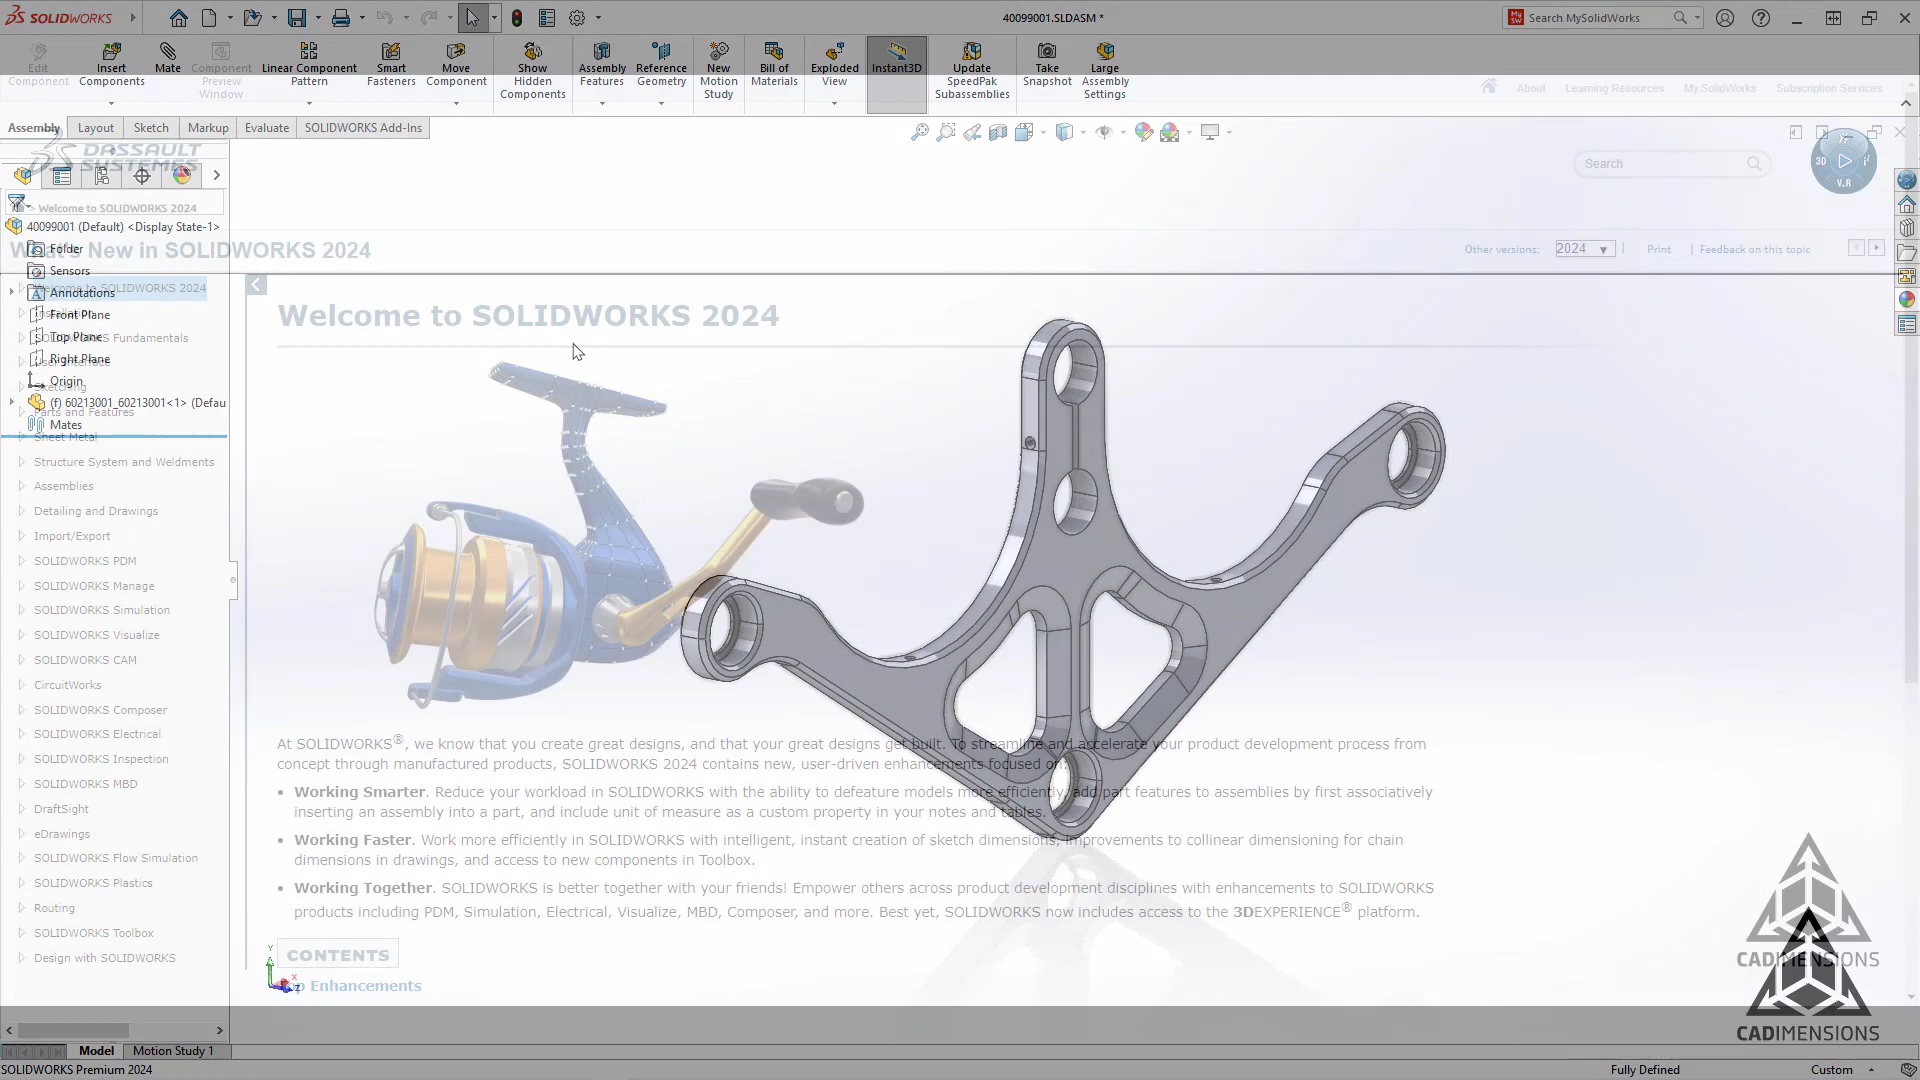 SOLIDWORKS
40099001.SLDASM *
Search MySolidWorks
Edit Component
Insert Components
Mate
Component Preview Window
Linear Component Pattern
Smart Fasteners
Move Component
Show Hidden Components
Assembly Features
Reference Geometry
New Motion Study
Bill of Materials
Exploded View
Instant3D
Update SpeedPak Subassemblies
Take Snapshot
Large Assembly Settings
About
Learning Resources
My.SolidWorks
Subscription Services
Assembly
Layout
Sketch
Markup
Evaluate
SOLIDWORKS Add-Ins
DASSAULT SYSTEMES
Search
3D
V.R
> Welcome to SOLIDWORKS 2024
40099001 (Default) <Display State-1>
What's New in SOLIDWORKS 2024
Other versions: 2024 | Print | Feedback on this topic
Folder
Sensors
Welcome to SOLIDWORKS 2024
Annotations
Front Plane
Top Plane
SOLIDWORKS Fundamentals
Right Plane
User Interface
Origin
Sketching
(f) 60213001_60213001<1> (Defau
Parts and Features
Mates
Sheet Metal
Structure System and Weldments
Assemblies
Detailing and Drawings
Import/Export
SOLIDWORKS PDM
SOLIDWORKS Manage
SOLIDWORKS Simulation
SOLIDWORKS Visualize
SOLIDWORKS CAM
CircuitWorks
SOLIDWORKS Composer
SOLIDWORKS Electrical
SOLIDWORKS Inspection
SOLIDWORKS MBD
DraftSight
eDrawings
SOLIDWORKS Flow Simulation
SOLIDWORKS Plastics
Routing
SOLIDWORKS Toolbox
Design with SOLIDWORKS
Welcome to SOLIDWORKS 2024
At SOLIDWORKS®, we know that you create great designs, and that your great designs get built. To streamline and accelerate your product development process from
concept through manufactured products, SOLIDWORKS 2024 contains new, user-driven enhancements focused on:
• Working Smarter. Reduce your workload in SOLIDWORKS with the ability to defeature models more efficiently, add part features to assemblies by first associatively
inserting an assembly into a part, and include unit of measure as a custom property in your notes and tables.
• Working Faster. Work more efficiently in SOLIDWORKS with intelligent, instant creation of sketch dimensions, improvements to collinear dimensioning for chain
dimensions in drawings, and access to new components in Toolbox.
• Working Together. SOLIDWORKS is better together with your friends! Empower others across product development disciplines with enhancements to SOLIDWORKS
products including PDM, Simulation, Electrical, Visualize, MBD, Composer, and more. Best yet, SOLIDWORKS now includes access to the 3DEXPERIENCE® platform.
CONTENTS
Enhancements
Y
X
Z
CADIMENSIONS
CADIMENSIONS
Model
Motion Study 1
SOLIDWORKS Premium 2024
Fully Defined
Custom